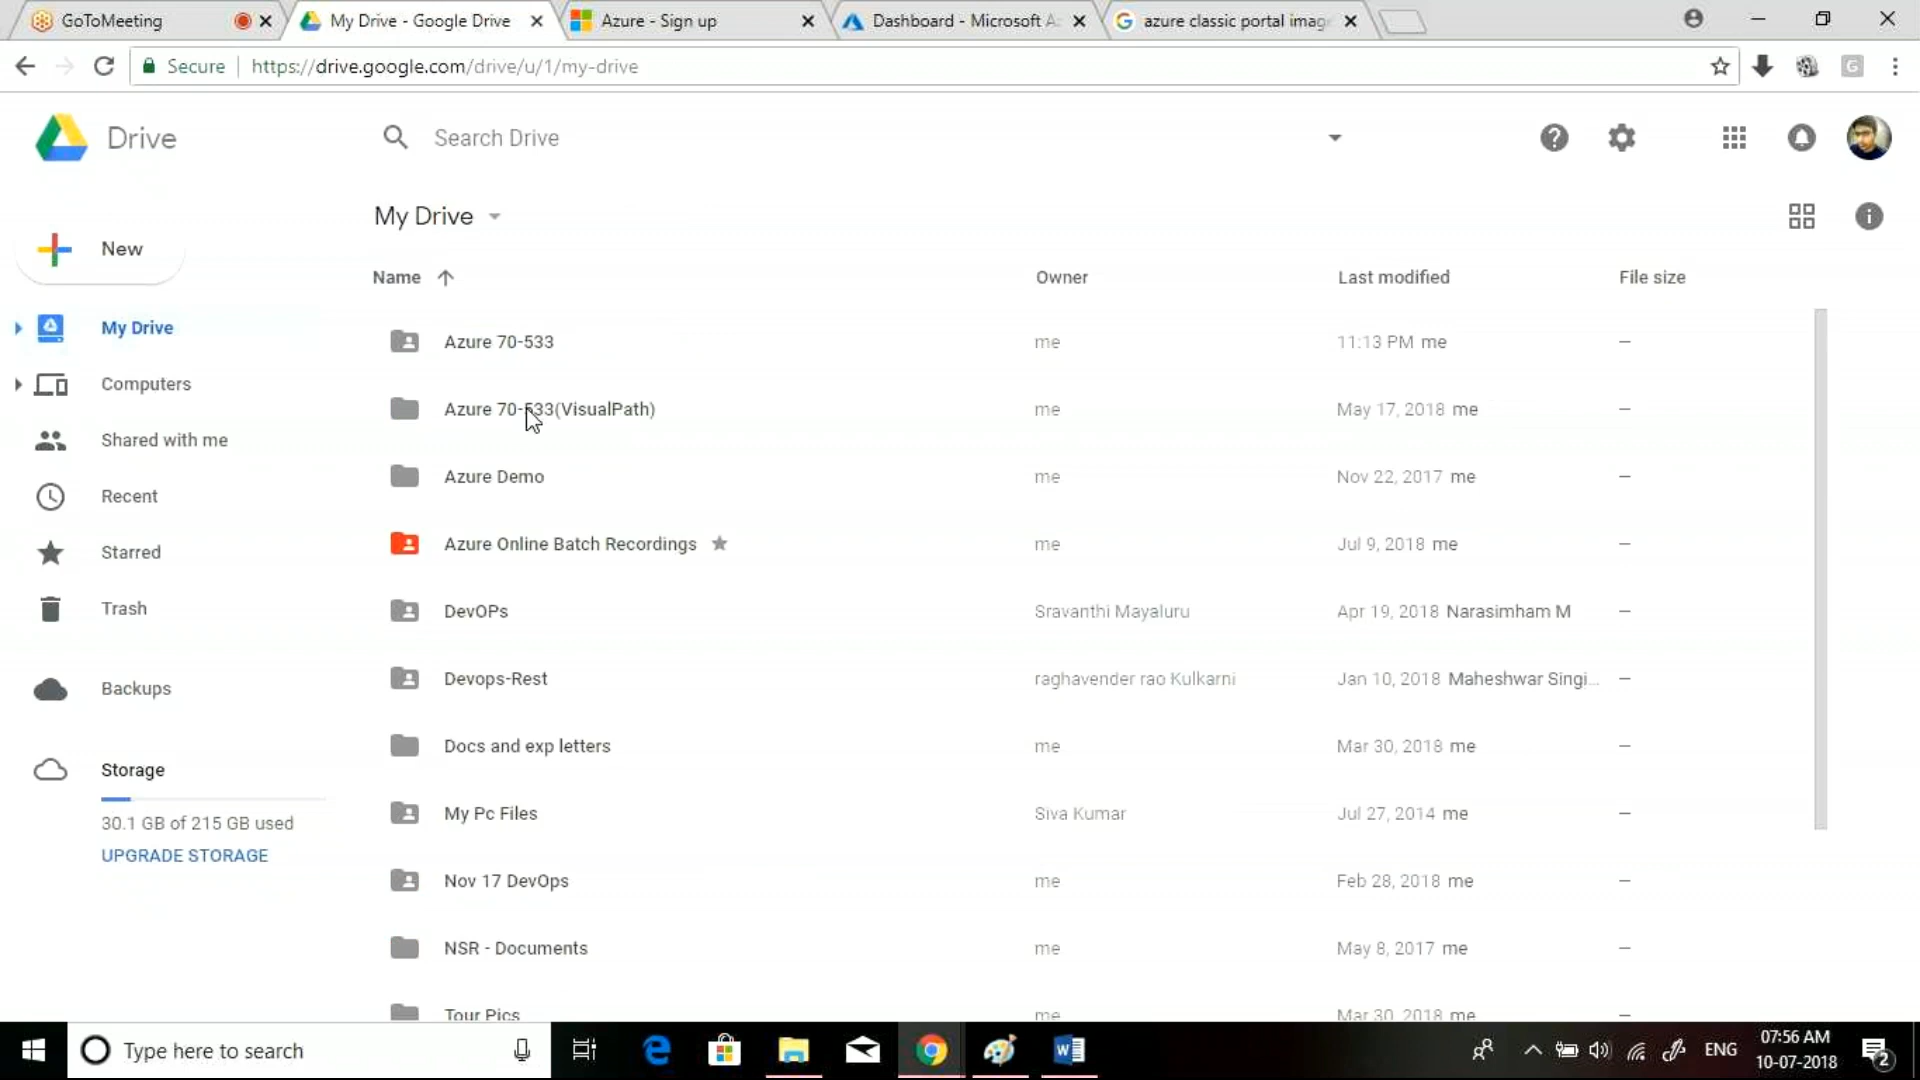 GoToMeeting
My Drive - Google Drive
Azure - Sign up
Dashboard - Microsoft A
azure classic portal imag
Secure
https://drive.google.com/drive/u/1/my-drive
G
Drive
Search Drive
My Drive
New
Name
Owner
Last modified
File size
My Drive
Computers
Shared with me
Recent
Starred
Trash
Backups
Storage
30.1 GB of 215 GB used
UPGRADE STORAGE
Azure 70-533 me 11:13 PM me –
Azure 70-533(VisualPath) me May 17, 2018 me –
Azure Demo me Nov 22, 2017 me –
Azure Online Batch Recordings me Jul 9, 2018 me –
DevOPs Sravanthi Mayaluru Apr 19, 2018 Narasimham M –
Devops-Rest raghavender rao Kulkarni Jan 10, 2018 Maheshwar Singi... –
Docs and exp letters me Mar 30, 2018 me –
My Pc Files Siva Kumar Jul 27, 2014 me –
Nov 17 DevOps me Feb 28, 2018 me –
NSR - Documents me May 8, 2017 me –
Tour Pics me Mar 30, 2018 me –
Type here to search
ENG
07:56 AM
10-07-2018
2